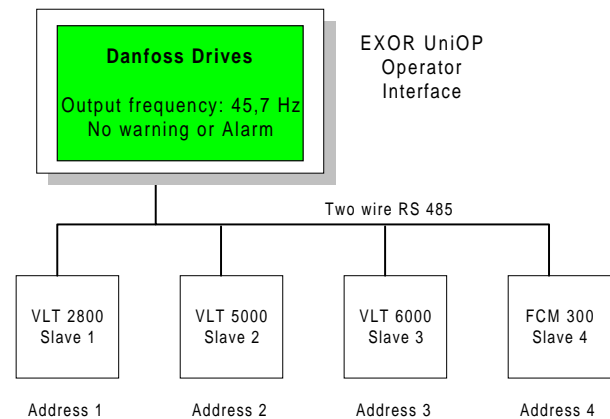 Danfoss Drives
Output frequency: 45,7 Hz
No warning or Alarm
EXOR UniOP
Operator
Interface
Two wire RS 485
VLT 2800
Slave 1
VLT 5000
Slave 2
VLT 6000
Slave 3
FCM 300
Slave 4
Address 1
Address 2
Address 3
Address 4